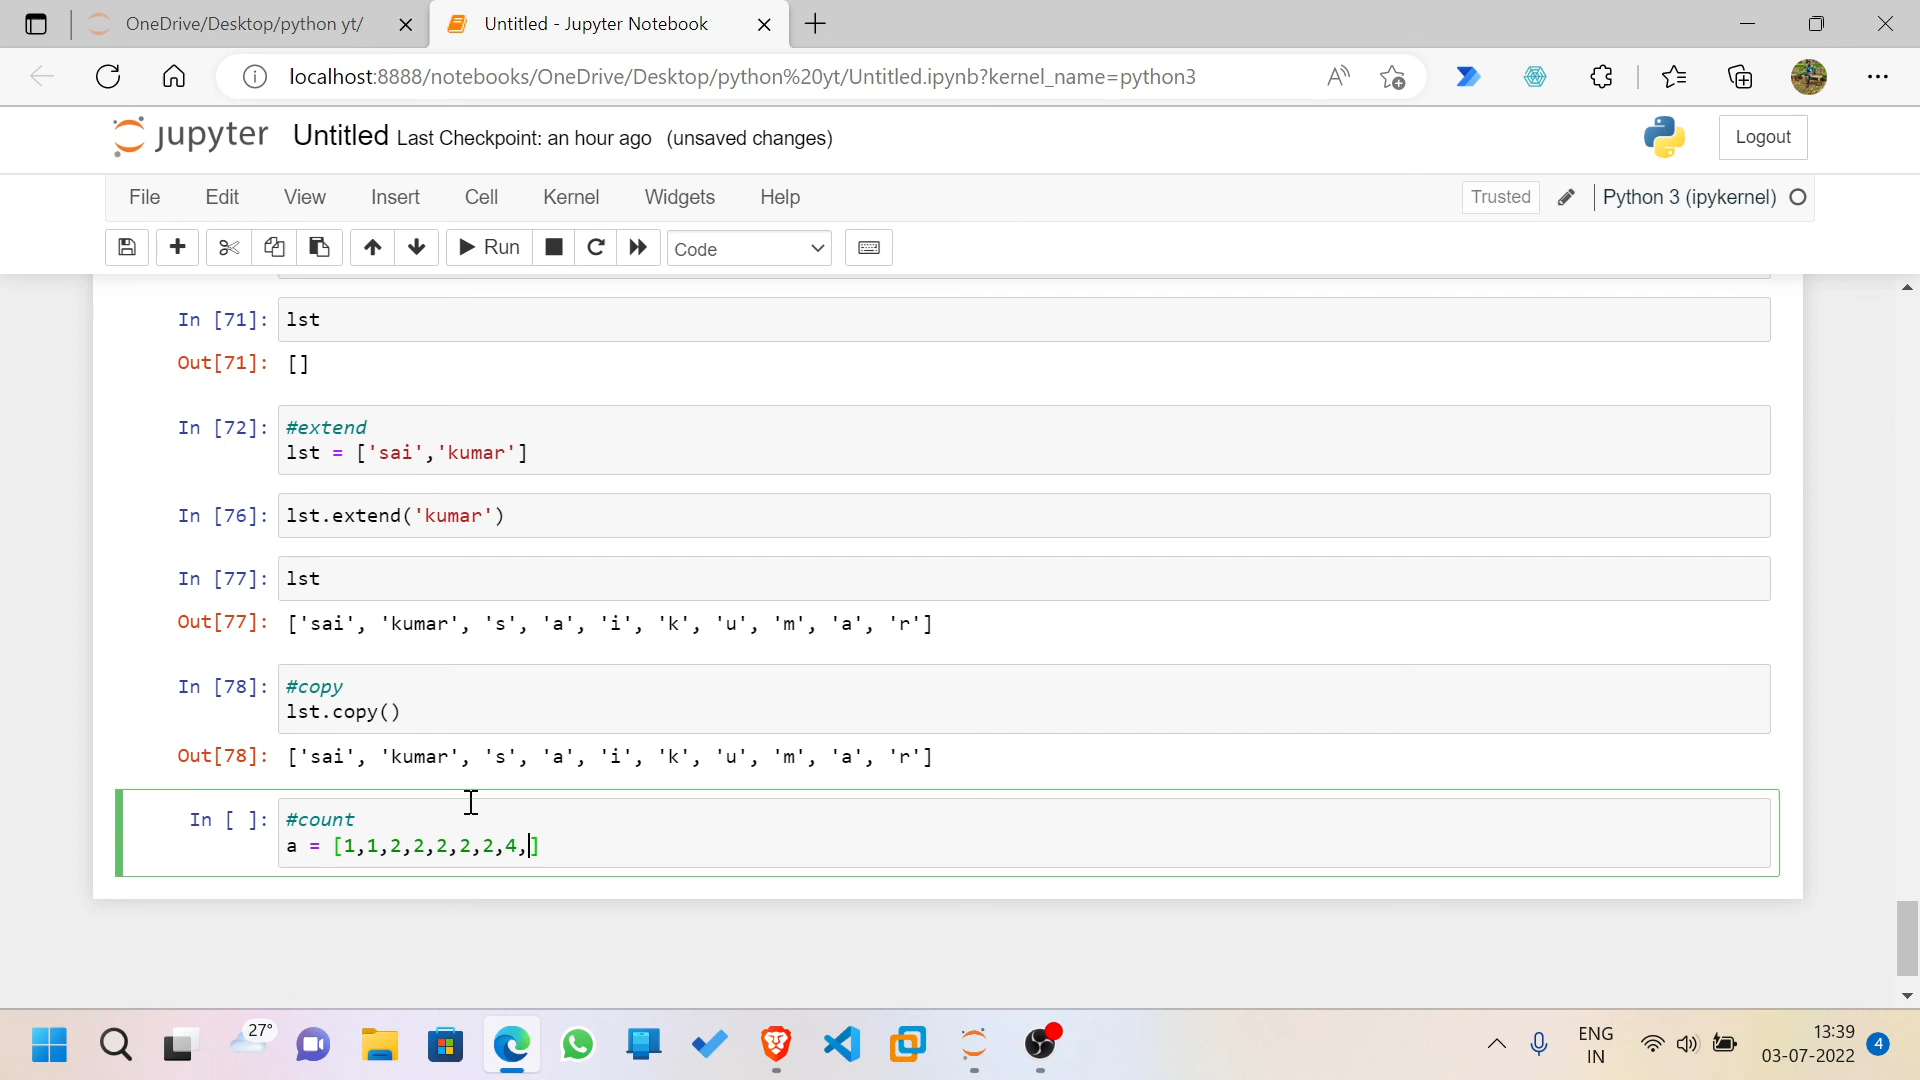 OneDrive/Desktop/python yt/
Untitled - Jupyter Notebook
localhost:8888/notebooks/OneDrive/Desktop/python%20yt/Untitled.ipynb?kernel_name=python3
jupyter Untitled Last Checkpoint: an hour ago (unsaved changes)
Logout
File Edit View Insert Cell Kernel Widgets Help
Trusted
Python 3 (ipykernel)
Run
Code
In [71]: lst
Out[71]: []
In [72]: #extend
lst = ['sai','kumar']
In [76]: lst.extend('kumar')
In [77]: lst
Out[77]: ['sai', 'kumar', 's', 'a', 'i', 'k', 'u', 'm', 'a', 'r']
In [78]: #copy
lst.copy()
Out[78]: ['sai', 'kumar', 's', 'a', 'i', 'k', 'u', 'm', 'a', 'r']
In [ ]: #count
a = [1,1,2,2,2,2,2,4,]
27°
ENG
IN
13:39
03-07-2022
4